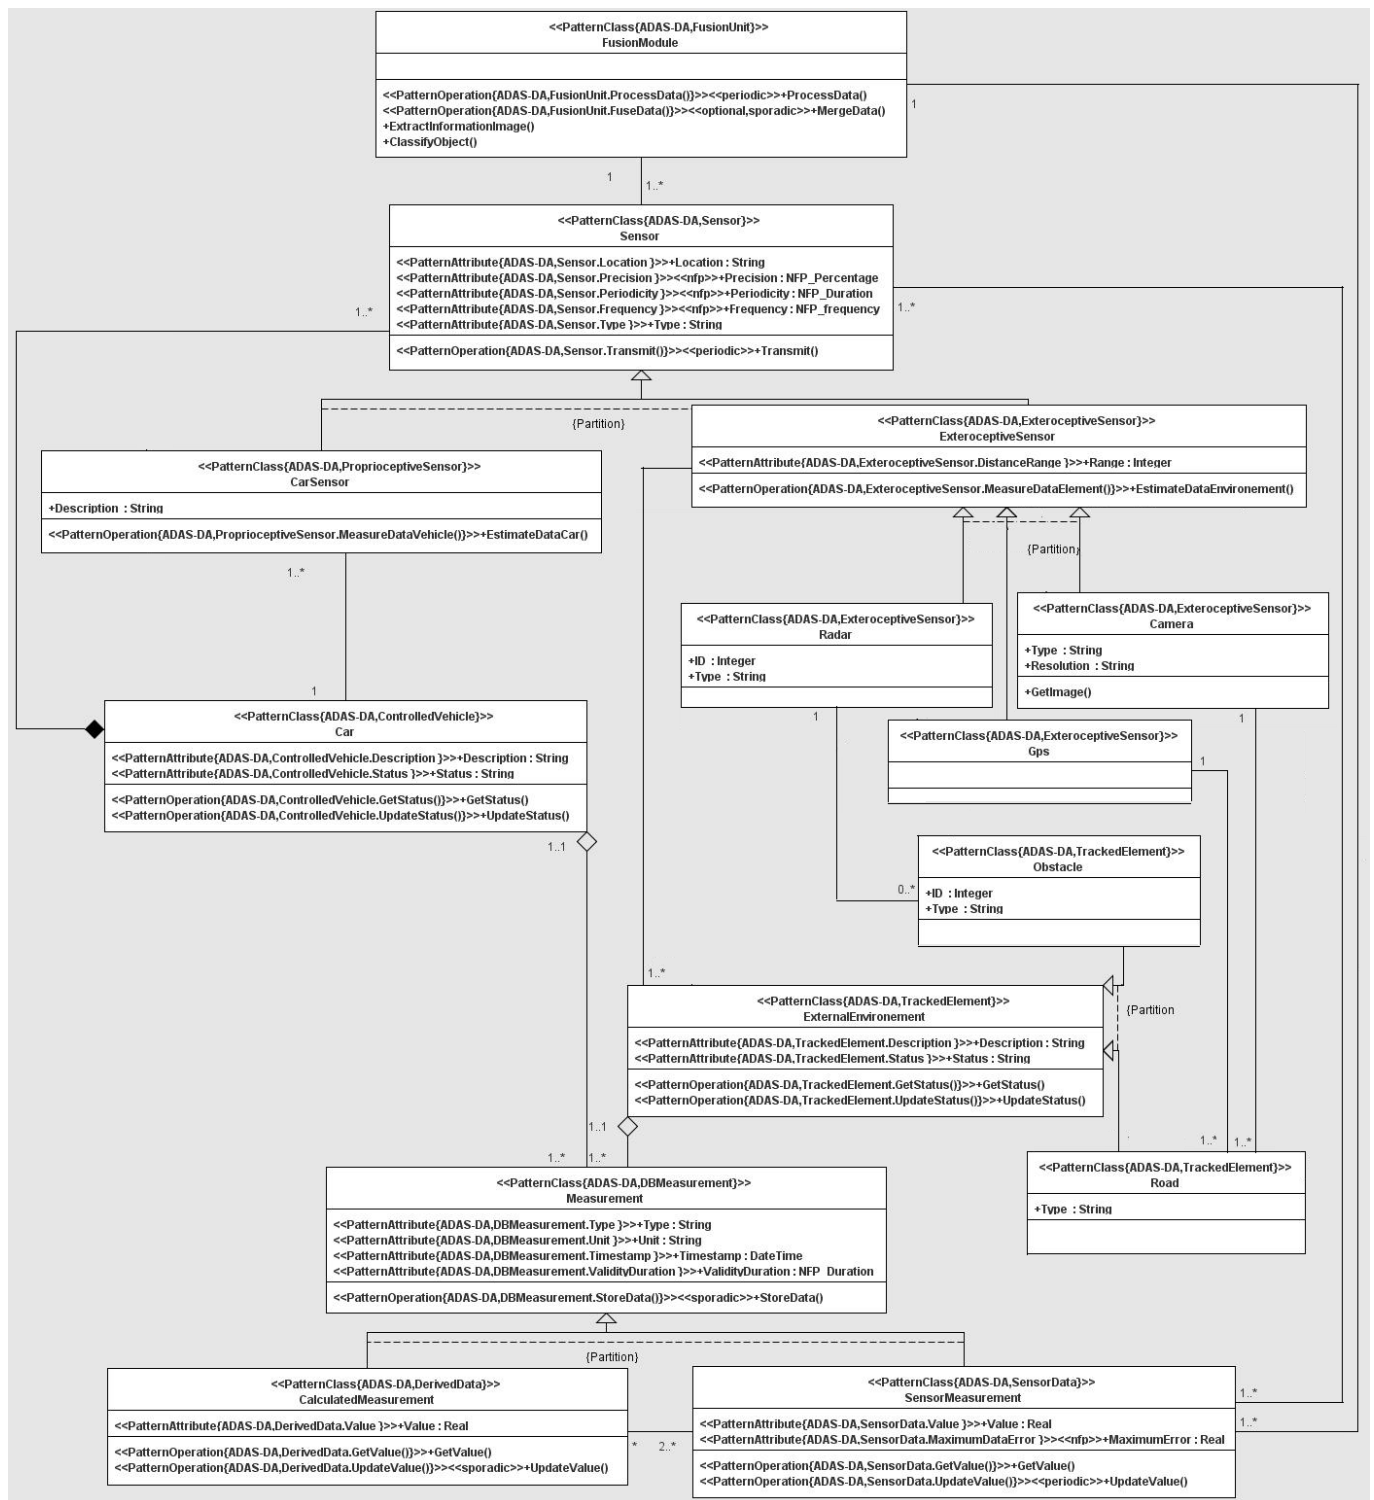 <<PatternClass{ADAS-DA,FusionUnit}>>
FusionModule
<<PatternOperation{ADAS-DA,FusionUnit.ProcessData()}>><<periodic>>+ProcessData()
<<PatternOperation{ADAS-DA,FusionUnit.FuseData()}>><<optional,sporadic>>+MergeData()
+ExtractInformationImage()
+ClassifyObject()
1
1
1..*
<<PatternClass{ADAS-DA,Sensor}>>
Sensor
<<PatternAttribute{ADAS-DA,Sensor.Location }>>+Location : String
<<PatternAttribute{ADAS-DA,Sensor.Precision }>><<nfp>>+Precision : NFP_Percentage
<<PatternAttribute{ADAS-DA,Sensor.Periodicity }>><<nfp>>+Periodicity : NFP_Duration
<<PatternAttribute{ADAS-DA,Sensor.Frequency }>><<nfp>>+Frequency : NFP_frequency
<<PatternAttribute{ADAS-DA,Sensor.Type }>>+Type : String
<<PatternOperation{ADAS-DA,Sensor.Transmit()}>><<periodic>>+Transmit()
1..*
1..*
{Partition}
<<PatternClass{ADAS-DA,ExteroceptiveSensor}>>
ExteroceptiveSensor
<<PatternAttribute{ADAS-DA,ExteroceptiveSensor.DistanceRange }>>+Range : Integer
<<PatternOperation{ADAS-DA,ExteroceptiveSensor.MeasureDataElement()}>>+EstimateDataEnvironement()
<<PatternClass{ADAS-DA,ProprioceptiveSensor}>>
CarSensor
+Description : String
<<PatternOperation{ADAS-DA,ProprioceptiveSensor.MeasureDataVehicle()}>>+EstimateDataCar()
{Partition}
1..*
1
<<PatternClass{ADAS-DA,ExteroceptiveSensor}>>
Radar
+ID : Integer
+Type : String
<<PatternClass{ADAS-DA,ExteroceptiveSensor}>>
Camera
+Type : String
+Resolution : String
+GetImage()
1
1
<<PatternClass{ADAS-DA,ControlledVehicle}>>
Car
<<PatternAttribute{ADAS-DA,ControlledVehicle.Description }>>+Description : String
<<PatternAttribute{ADAS-DA,ControlledVehicle.Status }>>+Status : String
<<PatternOperation{ADAS-DA,ControlledVehicle.GetStatus()}>>+GetStatus()
<<PatternOperation{ADAS-DA,ControlledVehicle.UpdateStatus()}>>+UpdateStatus()
<<PatternClass{ADAS-DA,ExteroceptiveSensor}>>
Gps
1
1..1
<<PatternClass{ADAS-DA,TrackedElement}>>
Obstacle
+ID : Integer
+Type : String
0..*
1..*
<<PatternClass{ADAS-DA,TrackedElement}>>
ExternalEnvironement
<<PatternAttribute{ADAS-DA,TrackedElement.Description }>>+Description : String
<<PatternAttribute{ADAS-DA,TrackedElement.Status }>>+Status : String
<<PatternOperation{ADAS-DA,TrackedElement.GetStatus()}>>+GetStatus()
<<PatternOperation{ADAS-DA,TrackedElement.UpdateStatus()}>>+UpdateStatus()
{Partition
1..1
1..*
1..*
1..*
1..*
<<PatternClass{ADAS-DA,TrackedElement}>>
Road
+Type : String
<<PatternClass{ADAS-DA,DBMeasurement}>>
Measurement
<<PatternAttribute{ADAS-DA,DBMeasurement.Type }>>+Type : String
<<PatternAttribute{ADAS-DA,DBMeasurement.Unit }>>+Unit : String
<<PatternAttribute{ADAS-DA,DBMeasurement.Timestamp }>>+Timestamp : DateTime
<<PatternAttribute{ADAS-DA,DBMeasurement.ValidityDuration }>>+ValidityDuration : NFP_Duration
<<PatternOperation{ADAS-DA,DBMeasurement.StoreData()}>><<sporadic>>+StoreData()
{Partition}
<<PatternClass{ADAS-DA,DerivedData}>>
CalculatedMeasurement
<<PatternAttribute{ADAS-DA,DerivedData.Value }>>+Value : Real
<<PatternOperation{ADAS-DA,DerivedData.GetValue()}>>+GetValue()
<<PatternOperation{ADAS-DA,DerivedData.UpdateValue()}>><<sporadic>>+UpdateValue()
*
2..*
<<PatternClass{ADAS-DA,SensorData}>>
SensorMeasurement
<<PatternAttribute{ADAS-DA,SensorData.Value }>>+Value : Real
<<PatternAttribute{ADAS-DA,SensorData.MaximumDataError }>><<nfp>>+MaximumError : Real
<<PatternOperation{ADAS-DA,SensorData.GetValue()}>>+GetValue()
<<PatternOperation{ADAS-DA,SensorData.UpdateValue()}>><<periodic>>+UpdateValue()
1..*
1..*